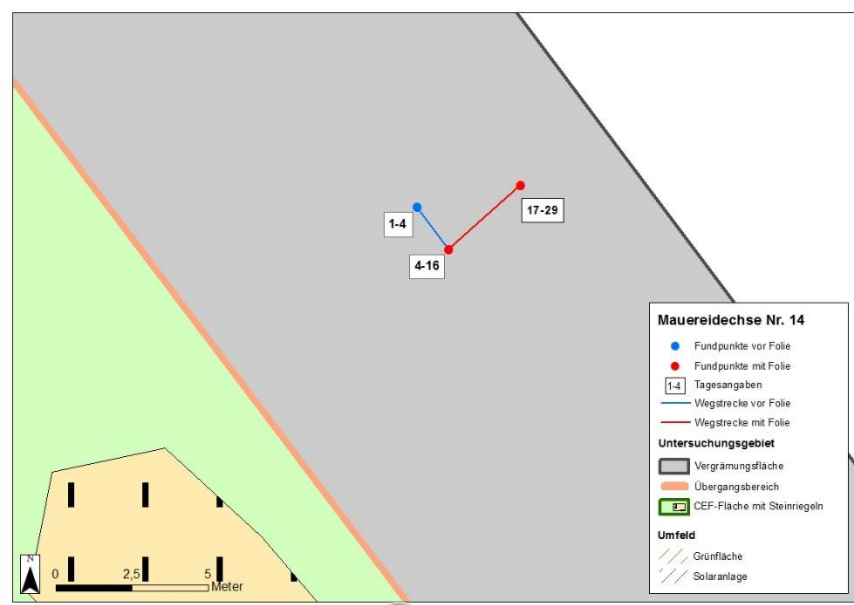 1-4
17-29
4-16
Mauereidechse Nr. 14
Fundpunkte vor Folie
Fundpunkte mit Folie
1-4 Tagesangaben
Wegstrecke vor Folie
Wegstrecke mit Folie
Untersuchungsgebiet
Vergrämungsfläche
Übergangsbereich
CEF-Fläche mit Steinriegeln
Umfeld
Grünfläche
Solaranlage
N
0 2,5 5
Meter